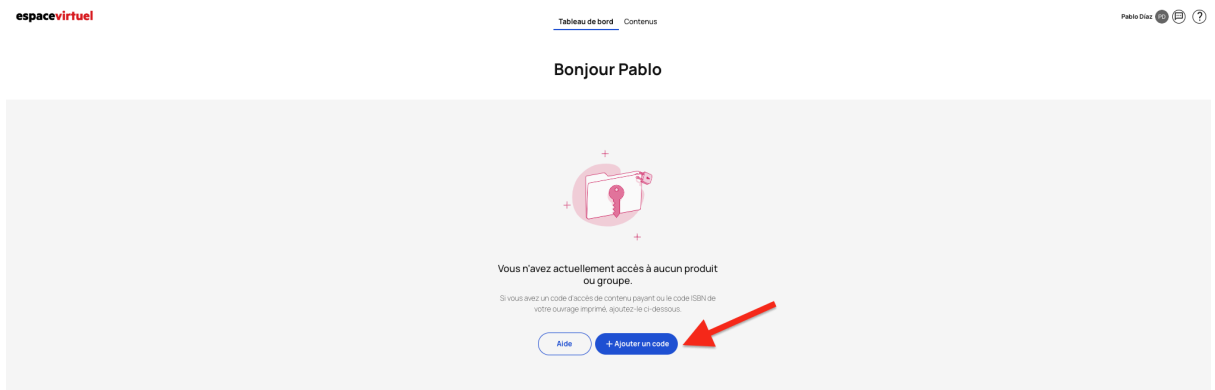 espacevirtuel
Tableau de bord Contenus
Pablo Díaz PD ?
Bonjour Pablo
Vous n'avez actuellement accès à aucun produit
ou groupe.
Si vous avez un code d'accès de contenu payant ou le code ISBN de
votre ouvrage imprimé, ajoutez-le ci-dessous.
Aide + Ajouter un code